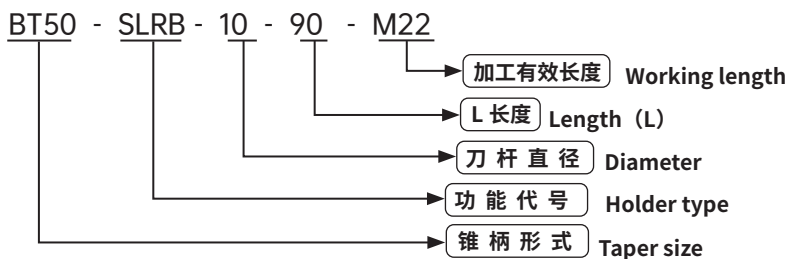 BT50 - SLRB - 10 - 90 - M22
加工有效长度 Working length
L 长度 Length（L）
刀杆直径 Diameter
功能代号 Holder type
锥柄形式 Taper size